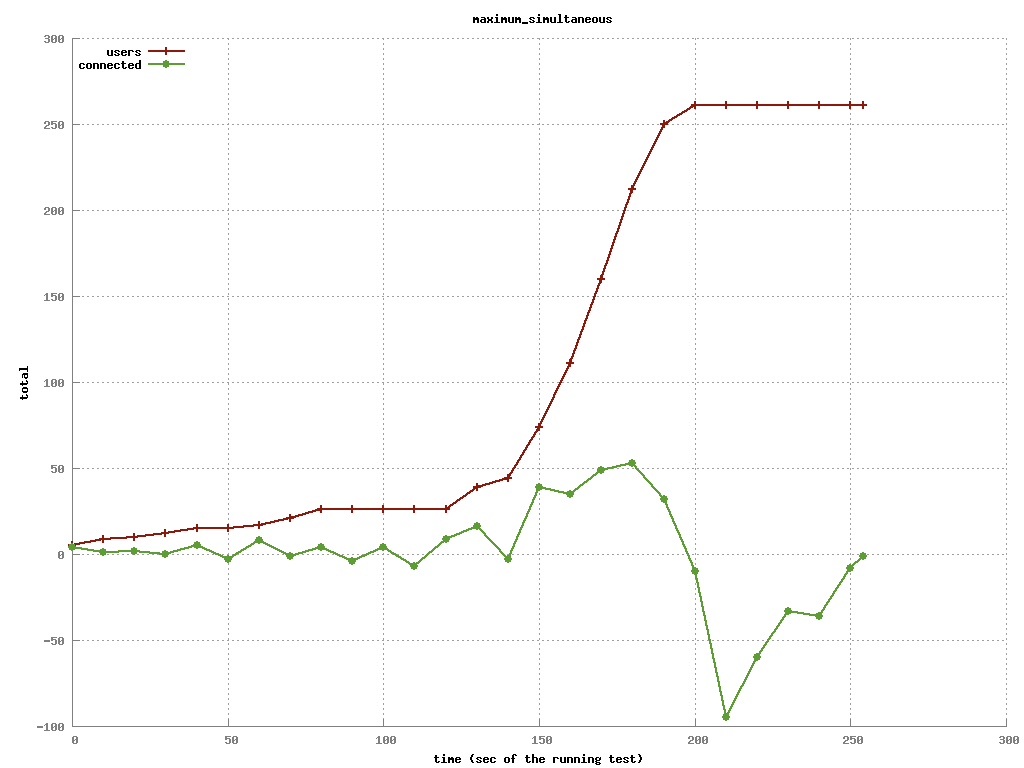 maximum_simultaneous
users
connected
300
250
200
150
100
50
0
-50
-100
total
0 50 100 150 200 250 300
time (sec of the running test)